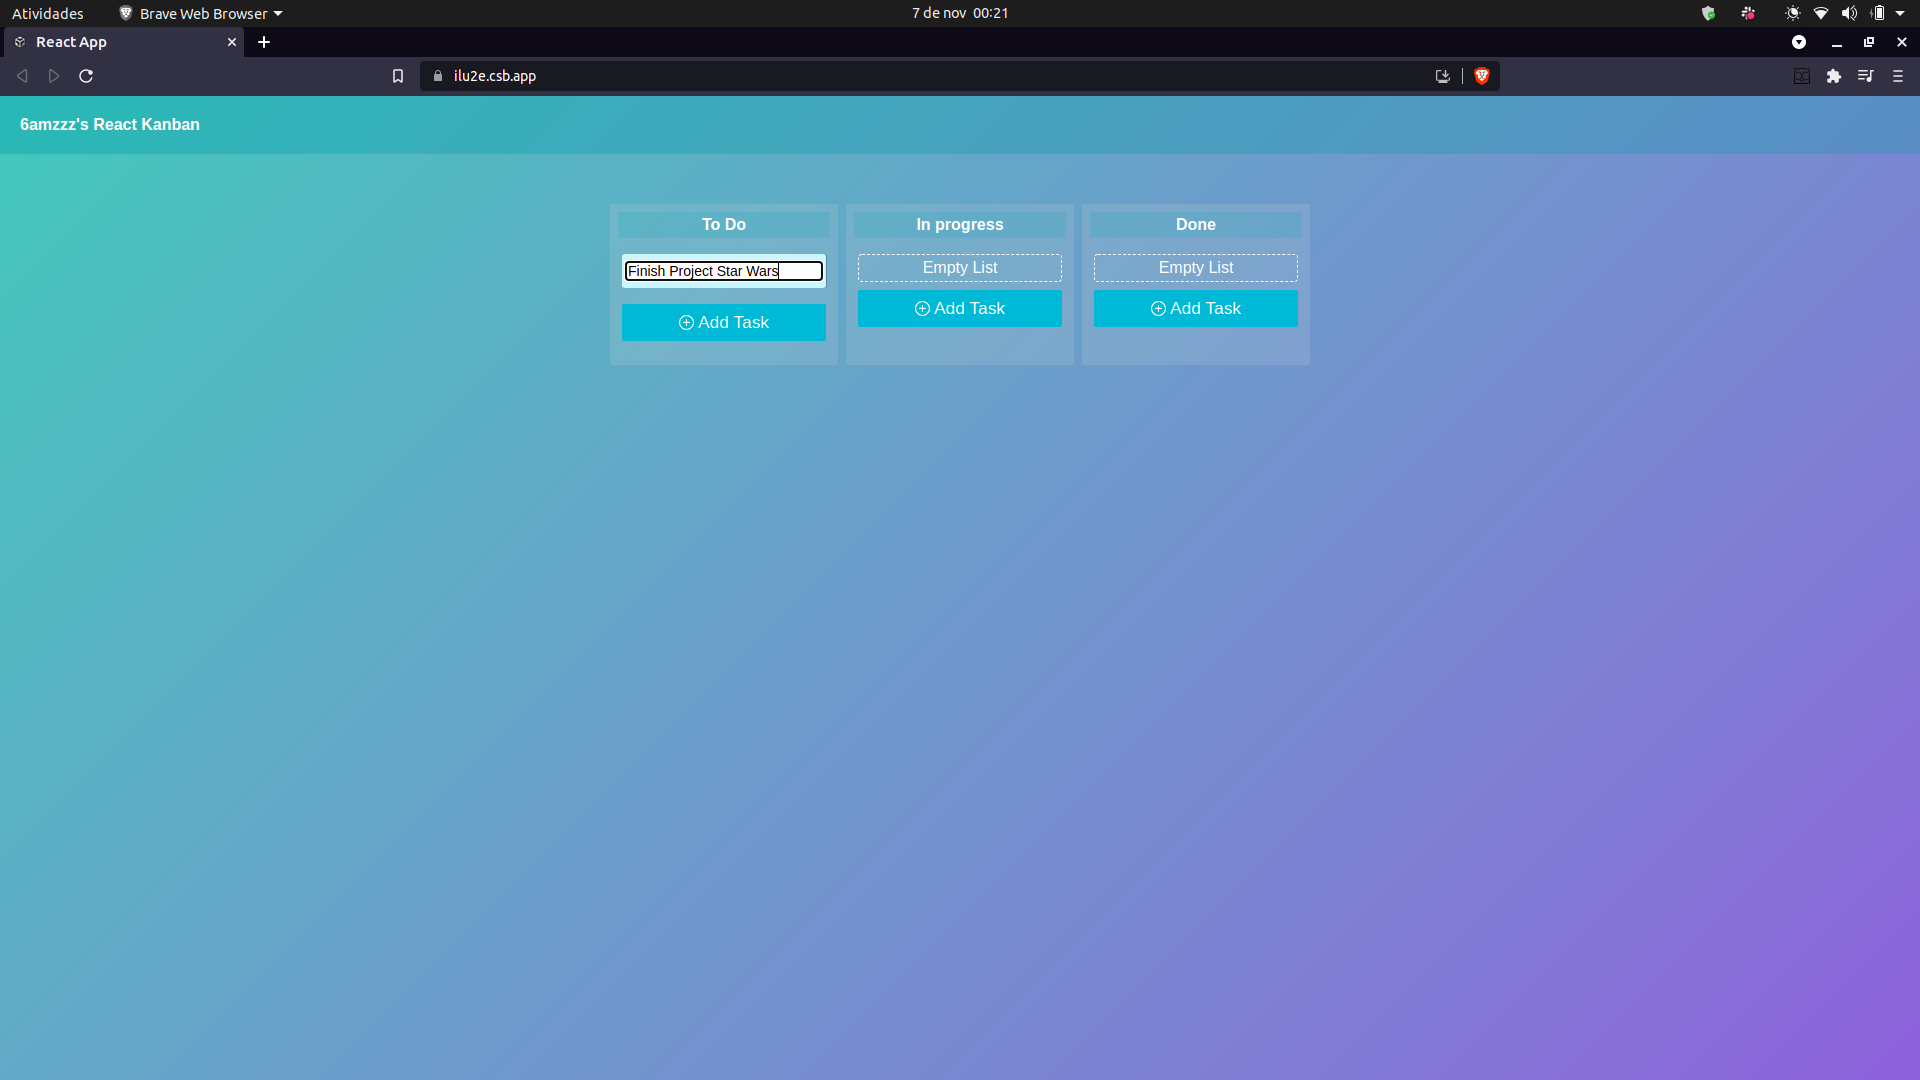 Atividades
Brave Web Browser
7 de nov 00:21
React App
ilu2e.csb.app
6amzzz's React Kanban
To Do
In progress
Done
Finish Project Star Wars
Empty List
Empty List
Add Task
Add Task
Add Task